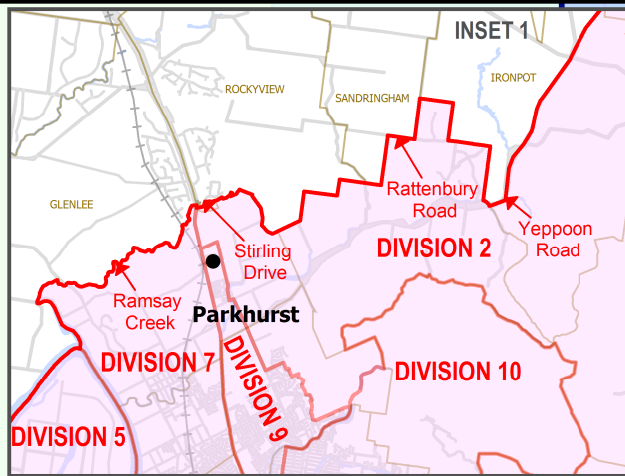 INSET 1
IRONPOT
ROCKYVIEW
SANDRINGHAM
GLENLEE
Rattenbury
Road
Yeppoon
Road
Stirling
Drive
DIVISION 2
Ramsay
Creek
Parkhurst
DIVISION 7
DIVISION 9
DIVISION 10
DIVISION 5